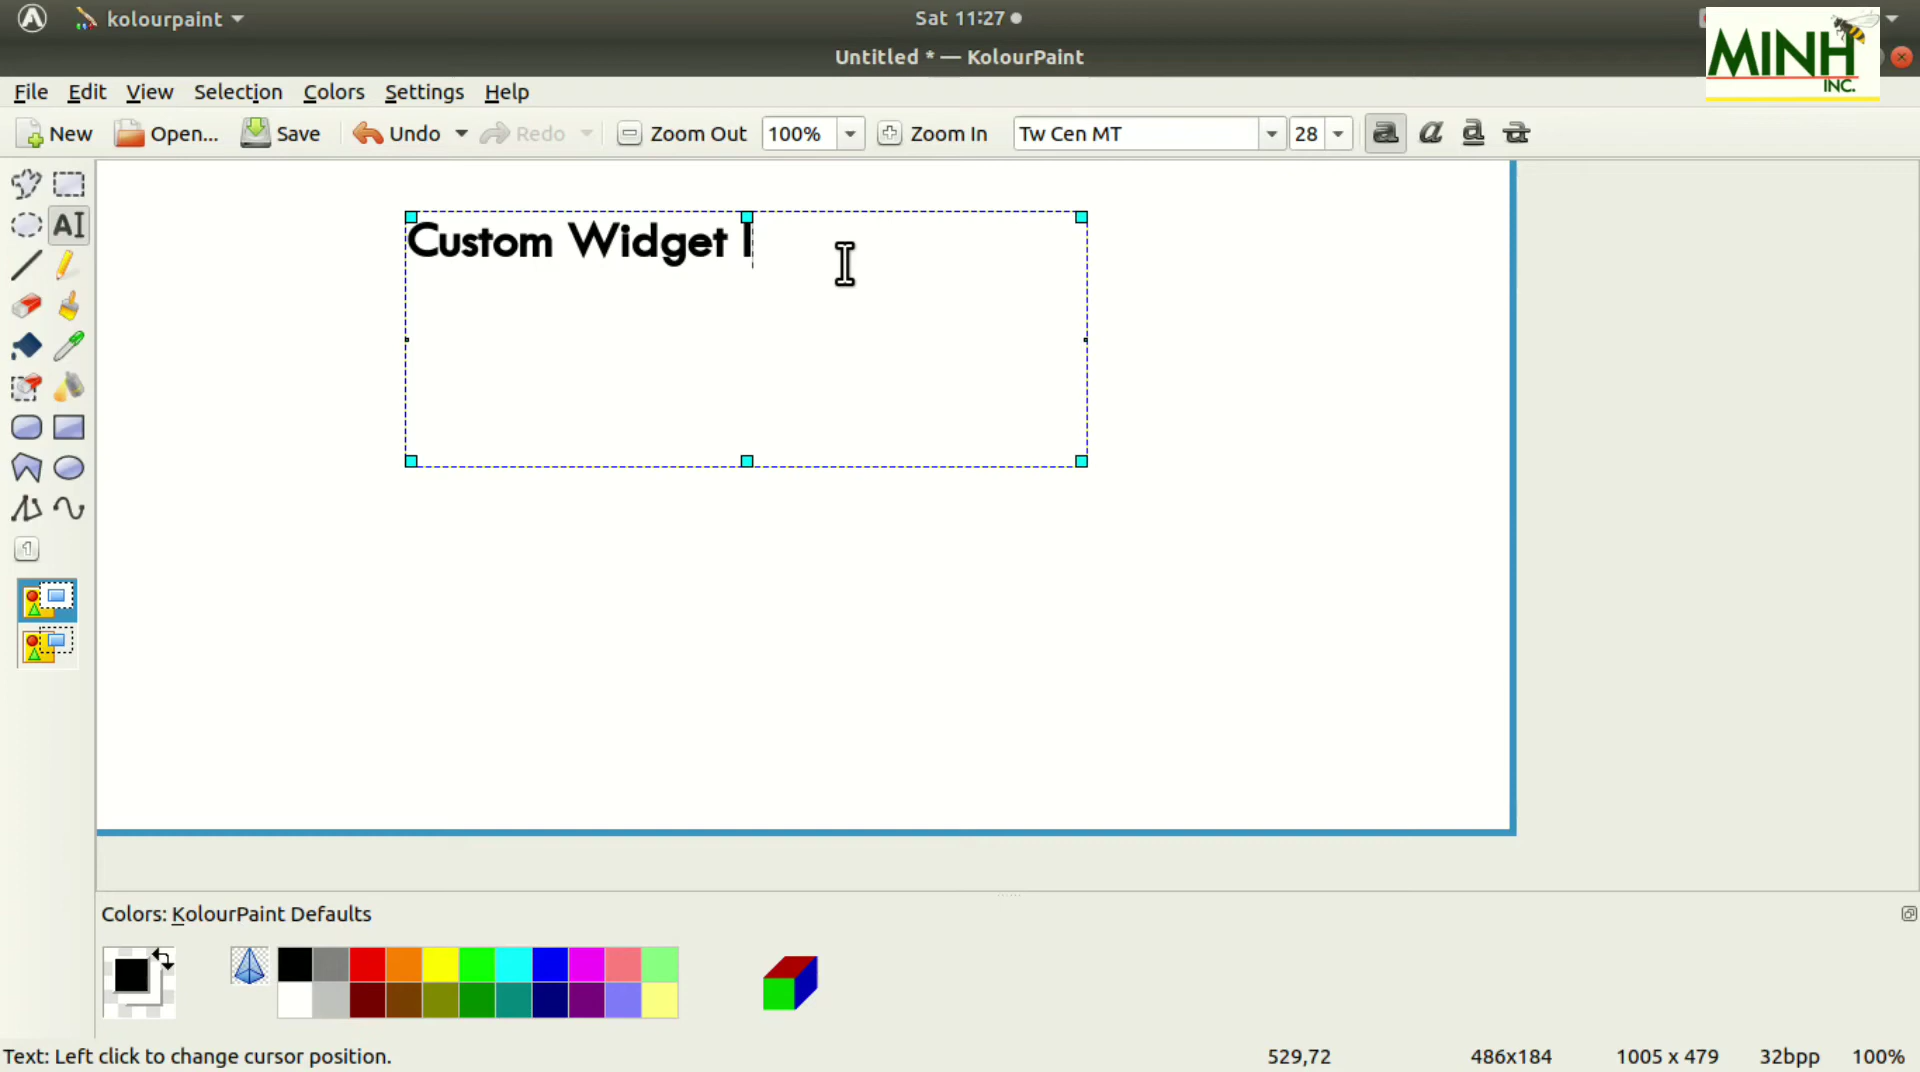 kolourpaint
Sat 11:27
MINH
INC.
Untitled * — KolourPaint
File Edit View Selection Colors Settings Help
New Open... Save Undo Redo Zoom Out 100% Zoom In Tw Cen MT 28 a a a a
AI
Custom Widget I
Colors: KolourPaint Defaults
Text: Left click to change cursor position. 529,72 486x184 1005 x 479 32bpp 100%